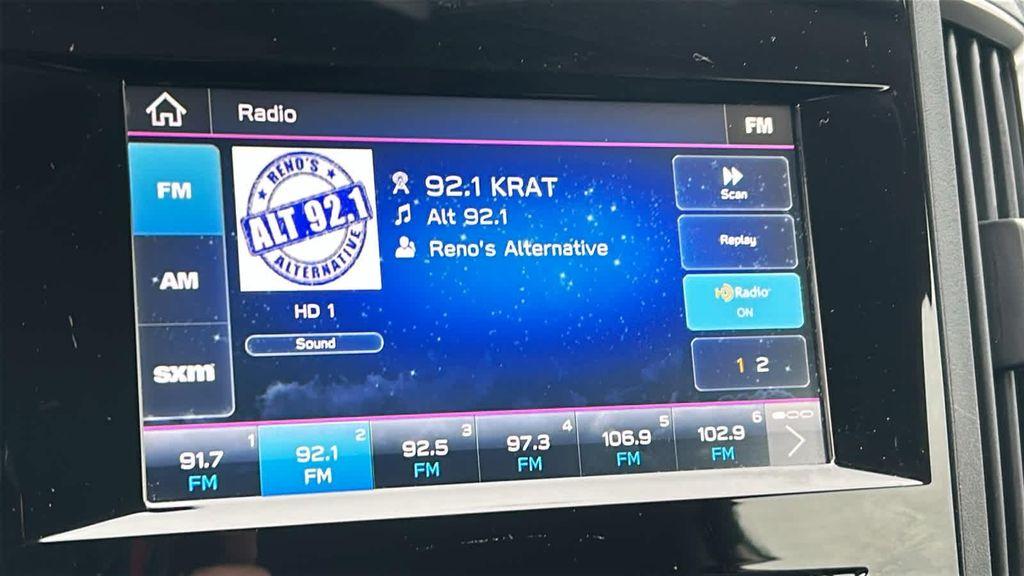 Radio
FM
FM
AM
sxm
RENO'S
ALT 92.1
ALTERNATIVE
HD 1
Sound
92.1 KRAT
Alt 92.1
Reno's Alternative
Scan
Replay
HD Radio
ON
1 2
1
91.7
FM
2
92.1
FM
3
92.5
FM
4
97.3
FM
5
106.9
FM
6
102.9
FM